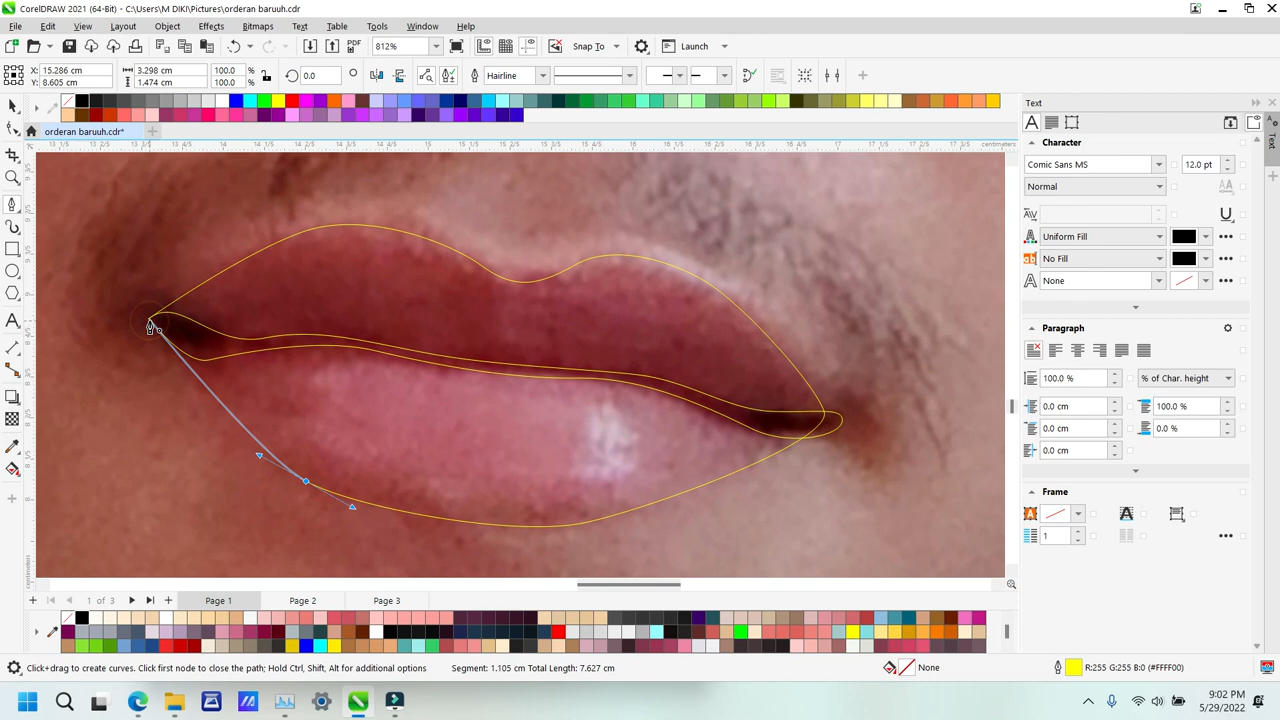 CorelDRAW 2021 (64-Bit) - C:\Users\M DIKI\Pictures\orderan baruuh.cdr*
File Edit View Layout Object Effects Bitmaps Text Table Tools Window Help
PDF 812% Snap To Launch
X: 15.286 cm 3.298 cm 100.0 % 0.0 Hairline
Y: 8.605 cm 1.474 cm 100.0 %
orderan baruuh.cdr*
centimeters
Text
Character
Comic Sans MS 12.0 pt
Normal
Uniform Fill
No Fill
None
Paragraph
100.0 % % of Char. height
0.0 cm 100.0 %
0.0 cm 0.0 %
0.0 cm
Frame
1
1 of 3 Page 1 Page 2 Page 3
Click+drag to create curves. Click first node to close the path; Hold Ctrl, Shift, Alt for additional options Segment: 1.105 cm Total Length: 7.627 cm None R:255 G:255 B:0 (#FFFF00)
9:02 PM
5/29/2022